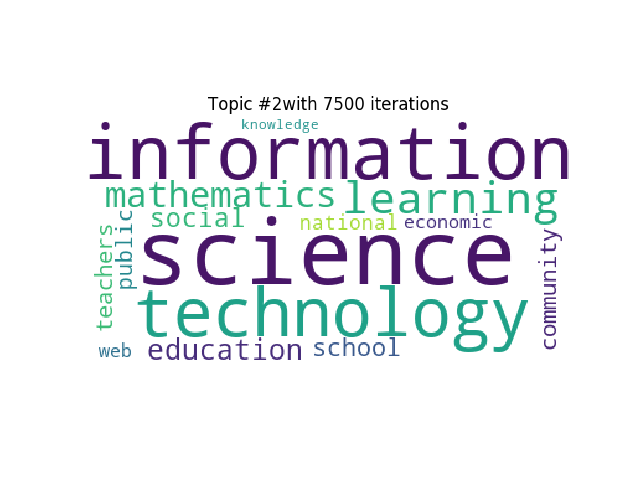 Topic #2with 7500 iterations
knowledge
information
mathematics learning
social national economic
teachers
public
science
community
technology
web education school